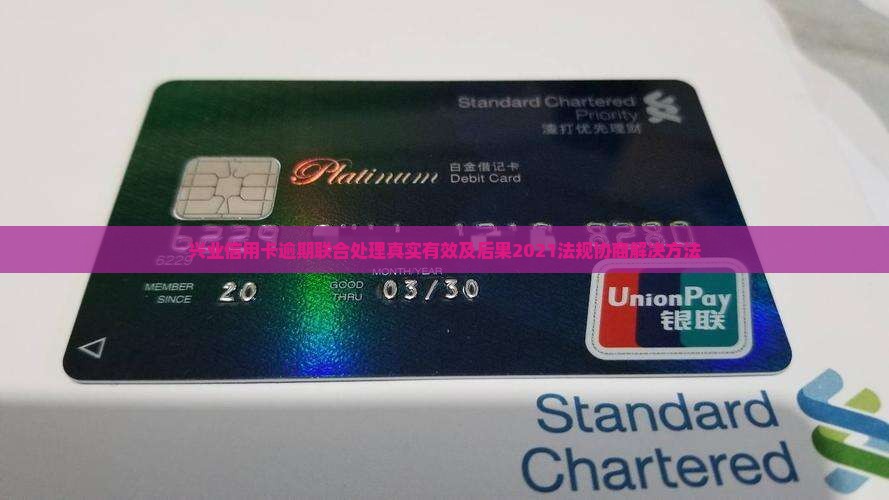 Standard Chartered
Priority
渣打优先理财
Platinum
白金借记卡
Debit Card
兴业信用卡逾期联合处理真实有效及后果2021法规协商解决方法
6229
MONTH/YEAR
MEMBER SINCE 20 GOOD THRU 03/30
UnionPay
银联
Standard
Chartered